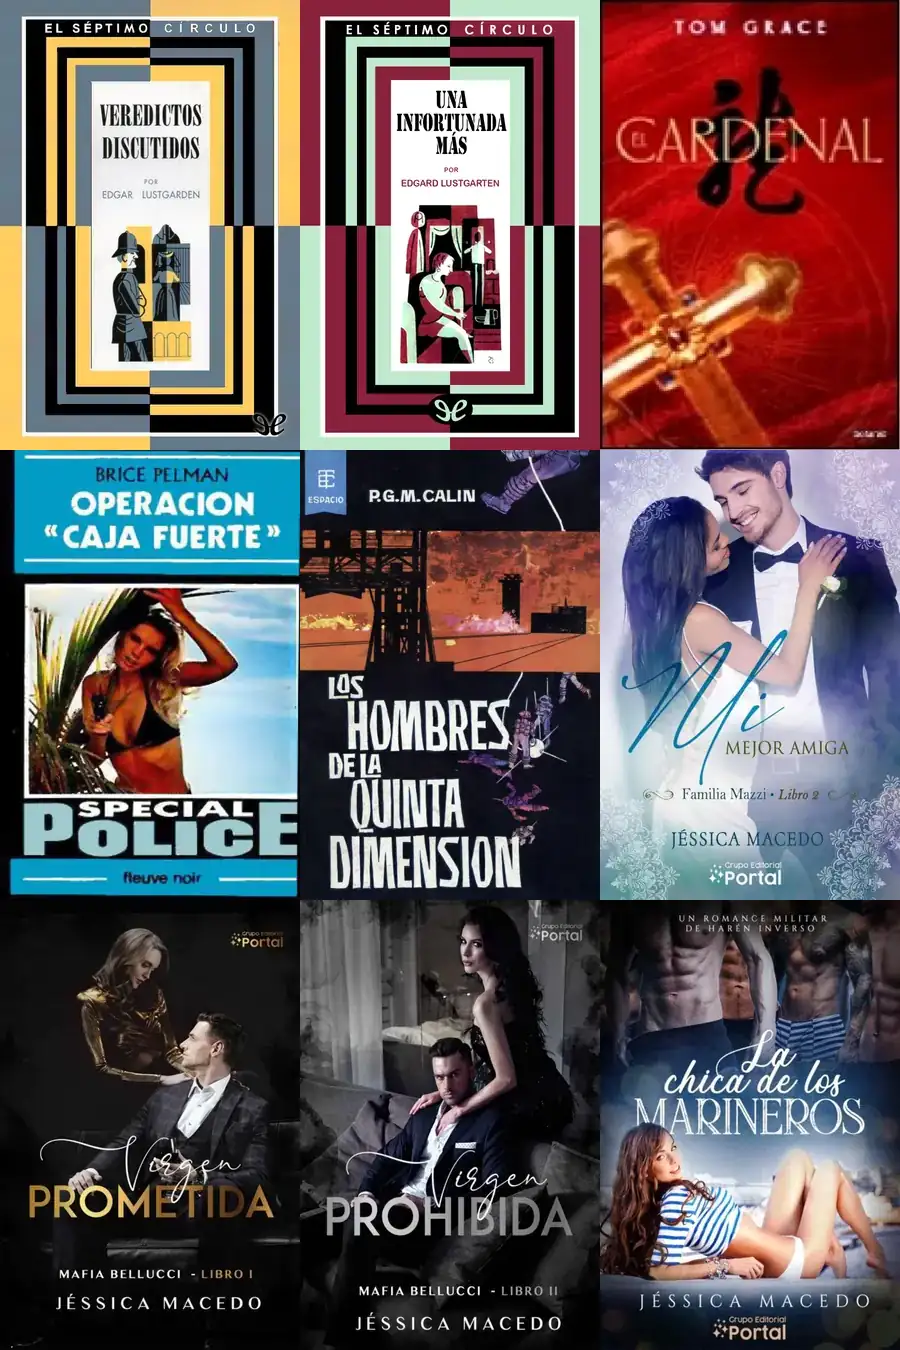 EL SÉPTIMO CÍRCULO
VEREDICTOS
DISCUTIDOS
POR
EDGAR LUSTGARDEN
EL SÉPTIMO CÍRCULO
UNA
INFORTUNADA
MÁS
POR
EDGARD LUSTGARTEN
TOM GRACE
EL
CARDENAL
BRICE PELMAN
OPERACION
“CAJA FUERTE”
SPECIAL
POLICE
fleuve noir
ESPACIO
P.G.M. CALIN
LOS
HOMBRES
DE LA
QUINTA
DIMENSION
Mi
MEJOR AMIGA
Familia Mazzi • Libro 2
JÉSSICA MACEDO
Grupo Editorial
Portal
Grupo Editorial
Portal
Virgen
PROMETIDA
MAFIA BELLUCCI - LIBRO I
JÉSSICA MACEDO
Grupo Editorial
Portal
Virgen
PROHIBIDA
MAFIA BELLUCCI - LIBRO II
JÉSSICA MACEDO
UN ROMANCE MILITAR
DE HARÉN INVERSO
La
chica de los
MARINEROS
JÉSSICA MACEDO
Grupo Editorial
Portal